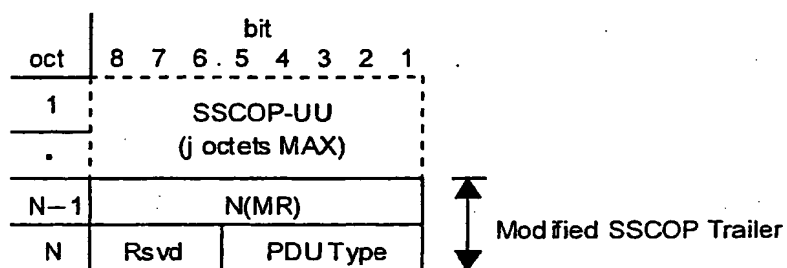 bit
oct 8 7 6 . 5 4 3 2 1
1 SSCOP-UU
. (j octets MAX)
N-1 N(MR)
Modified SSCOP Trailer
N Rsvd PDU Type